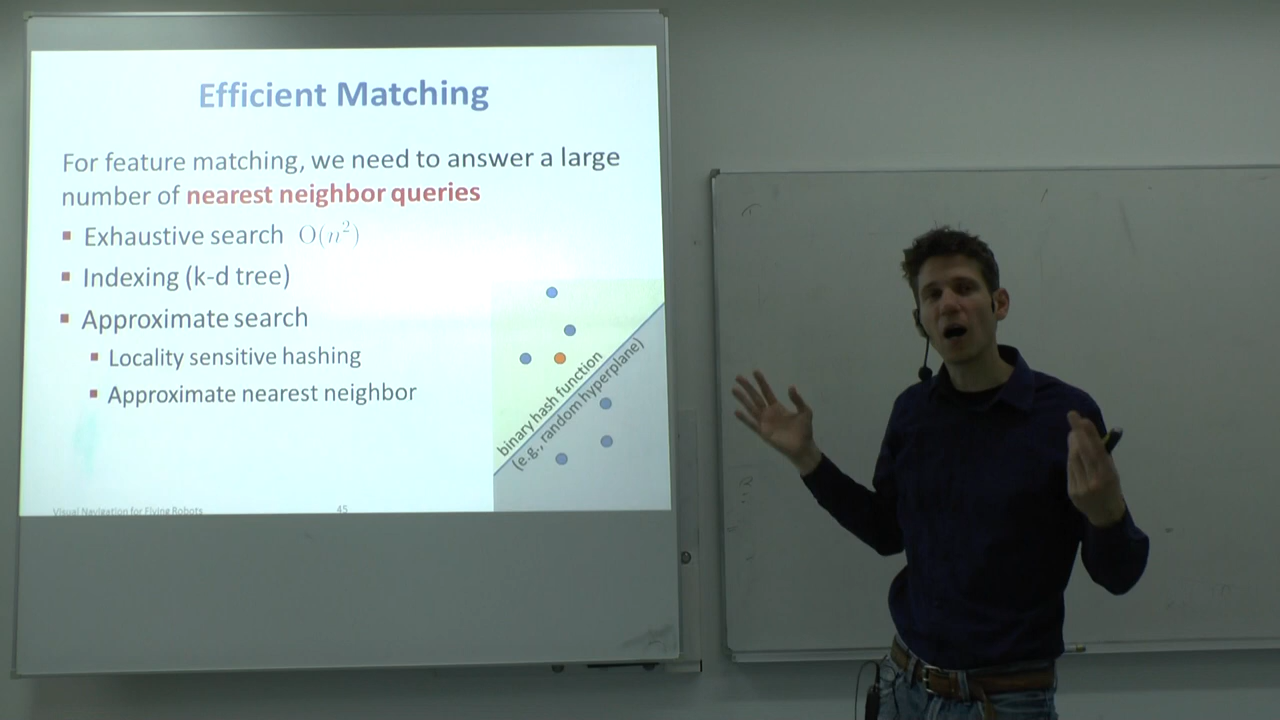 Efficient Matching
For feature matching, we need to answer a large
number of nearest neighbor queries
▪ Exhaustive search O(n²)
▪ Indexing (k-d tree)
▪ Approximate search
▪ Locality sensitive hashing
▪ Approximate nearest neighbor
binary hash function
(e.g., random hyperplane)
Visual Navigation for Flying Robots
45